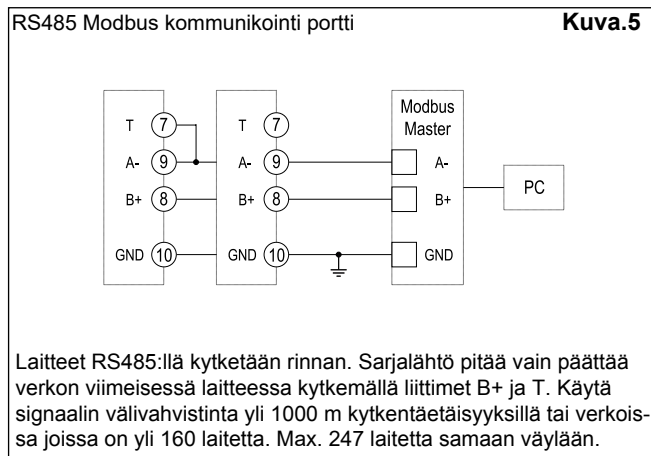 RS485 Modbus kommunikointi portti Kuva.5
Modbus
Master
T 7 T 7
A- 9 A- 9 A-
B+ 8 B+ 8 B+
PC
GND 10 GND 10 GND
Laitteet RS485:llä kytketään rinnan. Sarjalähtö pitää vain päättää
verkon viimeisessä laitteessa kytkemällä liittimet B+ ja T. Käytä
signaalin välivahvistinta yli 1000 m kytkentäetäisyyksillä tai verkois-
sa joissa on yli 160 laitetta. Max. 247 laitetta samaan väylään.